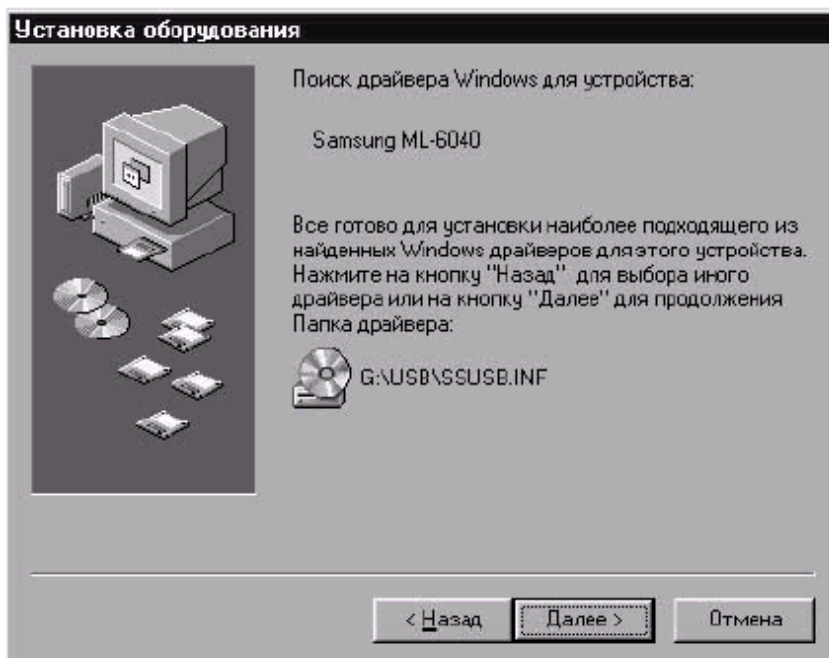 Установка оборудования
Поиск драйвера Windows для устройства:
Samsung ML-6040
Все готово для установки наиболее подходящего из
найденных Windows драйверов для этого устройства.
Нажмите на кнопку "Назад" для выбора иного
драйвера или на кнопку "Далее" для продолжения
Папка драйвера:
G:\USB\SSUSB.INF
< Назад
Далее >
Отмена